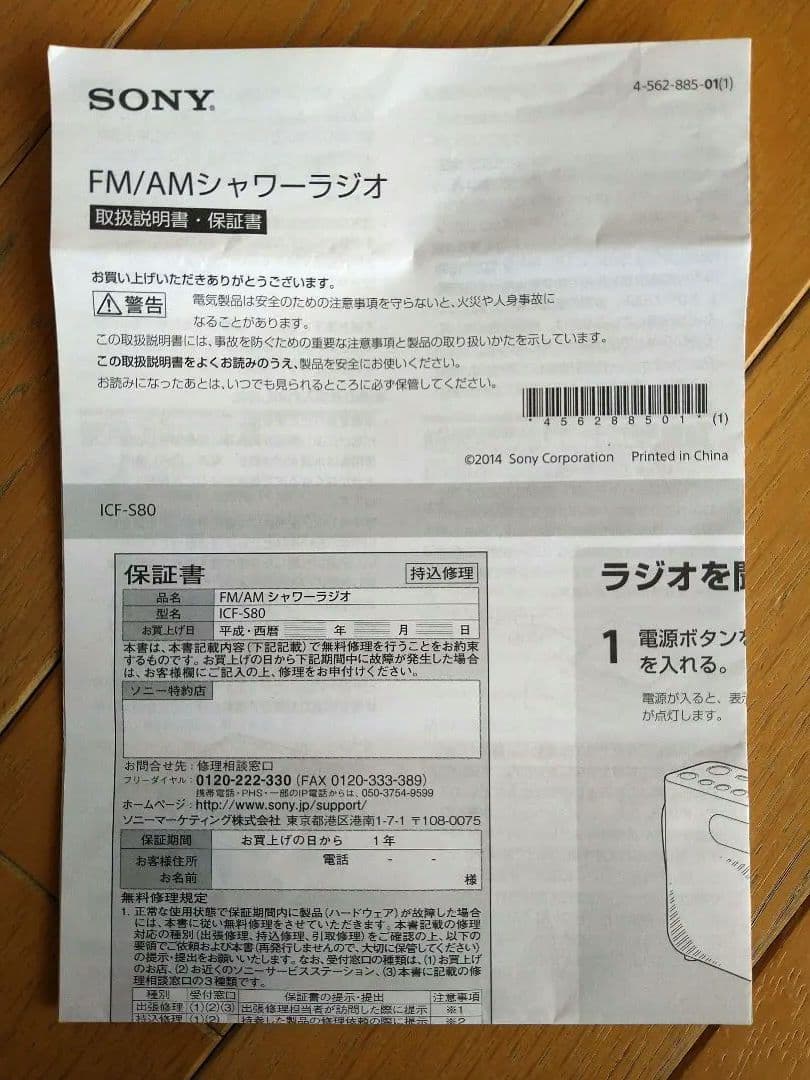 SONY®
4-562-885-01(1)
FM/AMシャワーラジオ
取扱説明書・保証書
お買い上げいただきありがとうございます。
警告
電気製品は安全のための注意事項を守らないと、火災や人身事故に
なることがあります。
この取扱説明書には、事故を防ぐための重要な注意事項と製品の取り扱いかたを示しています。
この取扱説明書をよくお読みのうえ、製品を安全にお使いください。
お読みになったあとは、いつでも見られるところに必ず保管してください。
*456288501*(1)
©2014 Sony Corporation Printed in China
ICF-S80
保証書
持込修理
品名 FM/AM シャワーラジオ
型名 ICF-S80
お買上げ日 平成・西暦 年 月 日
本書は、本書記載内容(下記記載)で無料修理を行うことをお約束
するものです。お買上げの日から下記期間中に故障が発生した場合
は、お客様欄にご記入の上、修理をお申付けください。
ソニー特約店
お問合せ先:修理相談窓口
フリーダイヤル:0120-222-330(FAX 0120-333-389)
携帯電話・PHS・一部のIP電話からは、050-3754-9599
ホームページ:http://www.sony.jp/support/
ソニーマーケティング株式会社 東京都港区港南1-7-1 〒108-0075
保証期間 お買上げの日から 1年
お客様住所 電話 - -
お名前 様
無料修理規定
1. 正常な使用状態で保証期間内に製品(ハードウェア)が故障した場合
には、本書に従い無料修理をさせていただきます。本書記載の修理
対応の種別(出張修理、持込修理、引取修理)をご確認の上、以下の
要領でご依頼および本書(再発行しませんので、大切に保管してください)
の提示・提出をお願いいたします。なお、受付窓口の種類は、(1)お買上げ
のお店、(2)お近くのソニーサービスステーション、(3)本書に記載の修
理相談窓口の3種類です。
種別 受付窓口 保証書の提示・提出 注意事項
出張修理 (1)(2)(3) 出張修理担当者が訪問した際に提示 ※1
持込修理 (1)(2) 持参した製品の修理依頼の際に提示 ※2
ラジオを
1 電源ボタン
を入れる。
電源が入ると、表
が点灯します。